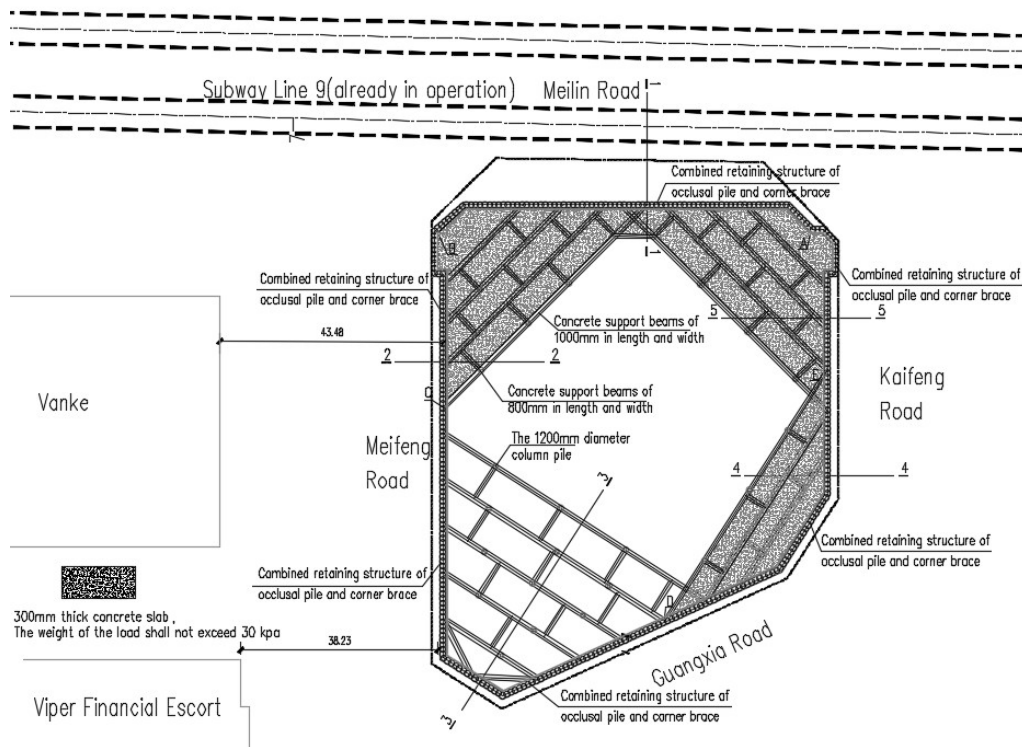 Subway Line 9(already in operation)
Meilin Road
1
Combined retaining structure of
occlusal pile and corner brace
B
A
1
Combined retaining structure of
occlusal pile and corner brace
Combined retaining structure of
occlusal pile and corner brace
43.48
Concrete support beams of
1000mm in length and width
5
5
2
2
E
Vanke
Concrete support beams of
800mm in length and width
Kaifeng
Road
Meifeng
Road
The 1200mm diameter
column pile
3
4
4
Combined retaining structure of
occlusal pile and corner brace
Combined retaining structure of
occlusal pile and corner brace
D
300mm thick concrete slab,
The weight of the load shall not exceed 30 kpa
38.23
Guangxia Road
Viper Financial Escort
Combined retaining structure of
occlusal pile and corner brace
3